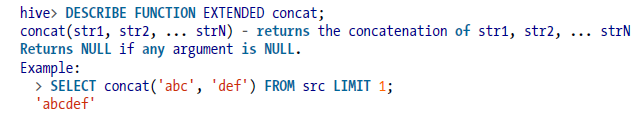 hive> DESCRIBE FUNCTION EXTENDED concat;
concat(str1, str2, ... strN) - returns the concatenation of str1, str2, ... strN
Returns NULL if any argument is NULL.
Example:
> SELECT concat('abc', 'def') FROM src LIMIT 1;
'abcdef'